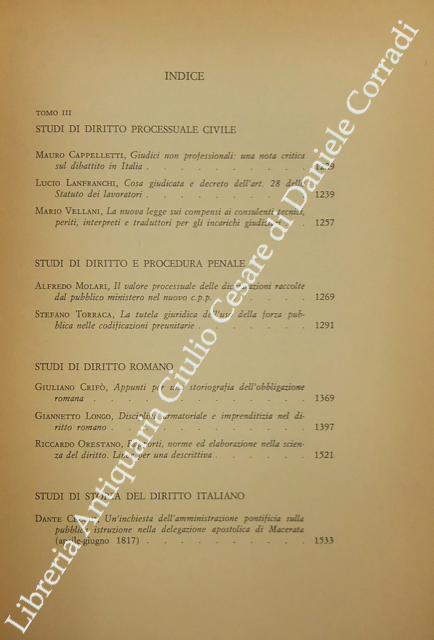 INDICE
TOMO III
STUDI DI DIRITTO PROCESSUALE CIVILE
MAURO CAPPELLETTI, Giudici non professionali: una nota critica
sul dibattito in Italia . . . . . . . . 1229
LUCIO LANFRANCHI, Cosa giudicata e decreto dell'art. 28 dello
Statuto dei lavoratori . . . . . . . . 1239
MARIO VELLANI, La nuova legge sui compensi ai consulenti tecnici,
periti, interpreti e traduttori per gli incarichi giudiziari . 1257
STUDI DI DIRITTO E PROCEDURA PENALE
ALFREDO MOLARI, Il valore processuale delle dichiarazioni raccolte
dal pubblico ministero nel nuovo c.p.p. . . . . . 1269
STEFANO TORRACA, La tutela giuridica dell'uso della forza pub-
blica nelle codificazioni preunitarie . . . . . . 1291
STUDI DI DIRITTO ROMANO
GIULIANO CRIFÒ, Appunti per una storiografia dell'obbligazione
romana . . . . . . . . . . 1369
GIANNETTO LONGO, Disciplina armatoriale e imprenditizia nel di-
ritto romano . . . . . . . . . 1397
RICCARDO ORESTANO, Rapporti, norme ed elaborazione nella scien-
za del diritto. Linee per una descrittiva . . . . . 1521
STUDI DI STORIA DEL DIRITTO ITALIANO
DANTE Un'inchiesta dell'amministrazione pontificia sulla
pubblica istruzione nella delegazione apostolica di Macerata
(aprile-giugno 1817) . . . . . . . . 1533
Libreria Antiquaria Giulio Cesare di Daniele Corradi